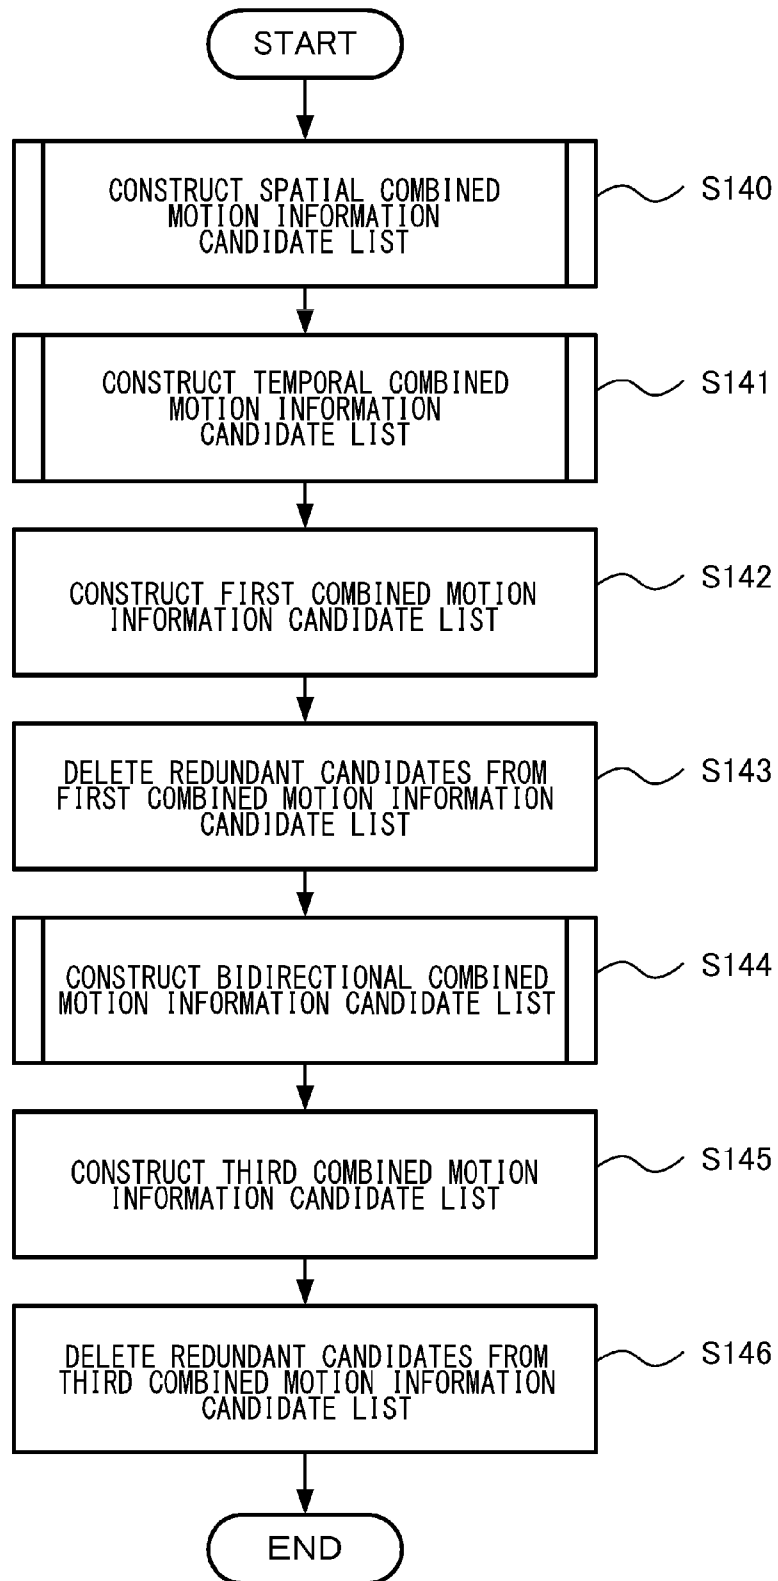 START
CONSTRUCT SPATIAL COMBINED
MOTION INFORMATION
CANDIDATE LIST
S140
CONSTRUCT TEMPORAL COMBINED
MOTION INFORMATION
CANDIDATE LIST
S141
CONSTRUCT FIRST COMBINED MOTION
INFORMATION CANDIDATE LIST
S142
DELETE REDUNDANT CANDIDATES FROM
FIRST COMBINED MOTION INFORMATION
CANDIDATE LIST
S143
CONSTRUCT BIDIRECTIONAL COMBINED
MOTION INFORMATION CANDIDATE LIST
S144
CONSTRUCT THIRD COMBINED MOTION
INFORMATION CANDIDATE LIST
S145
DELETE REDUNDANT CANDIDATES FROM
THIRD COMBINED MOTION INFORMATION
CANDIDATE LIST
S146
END